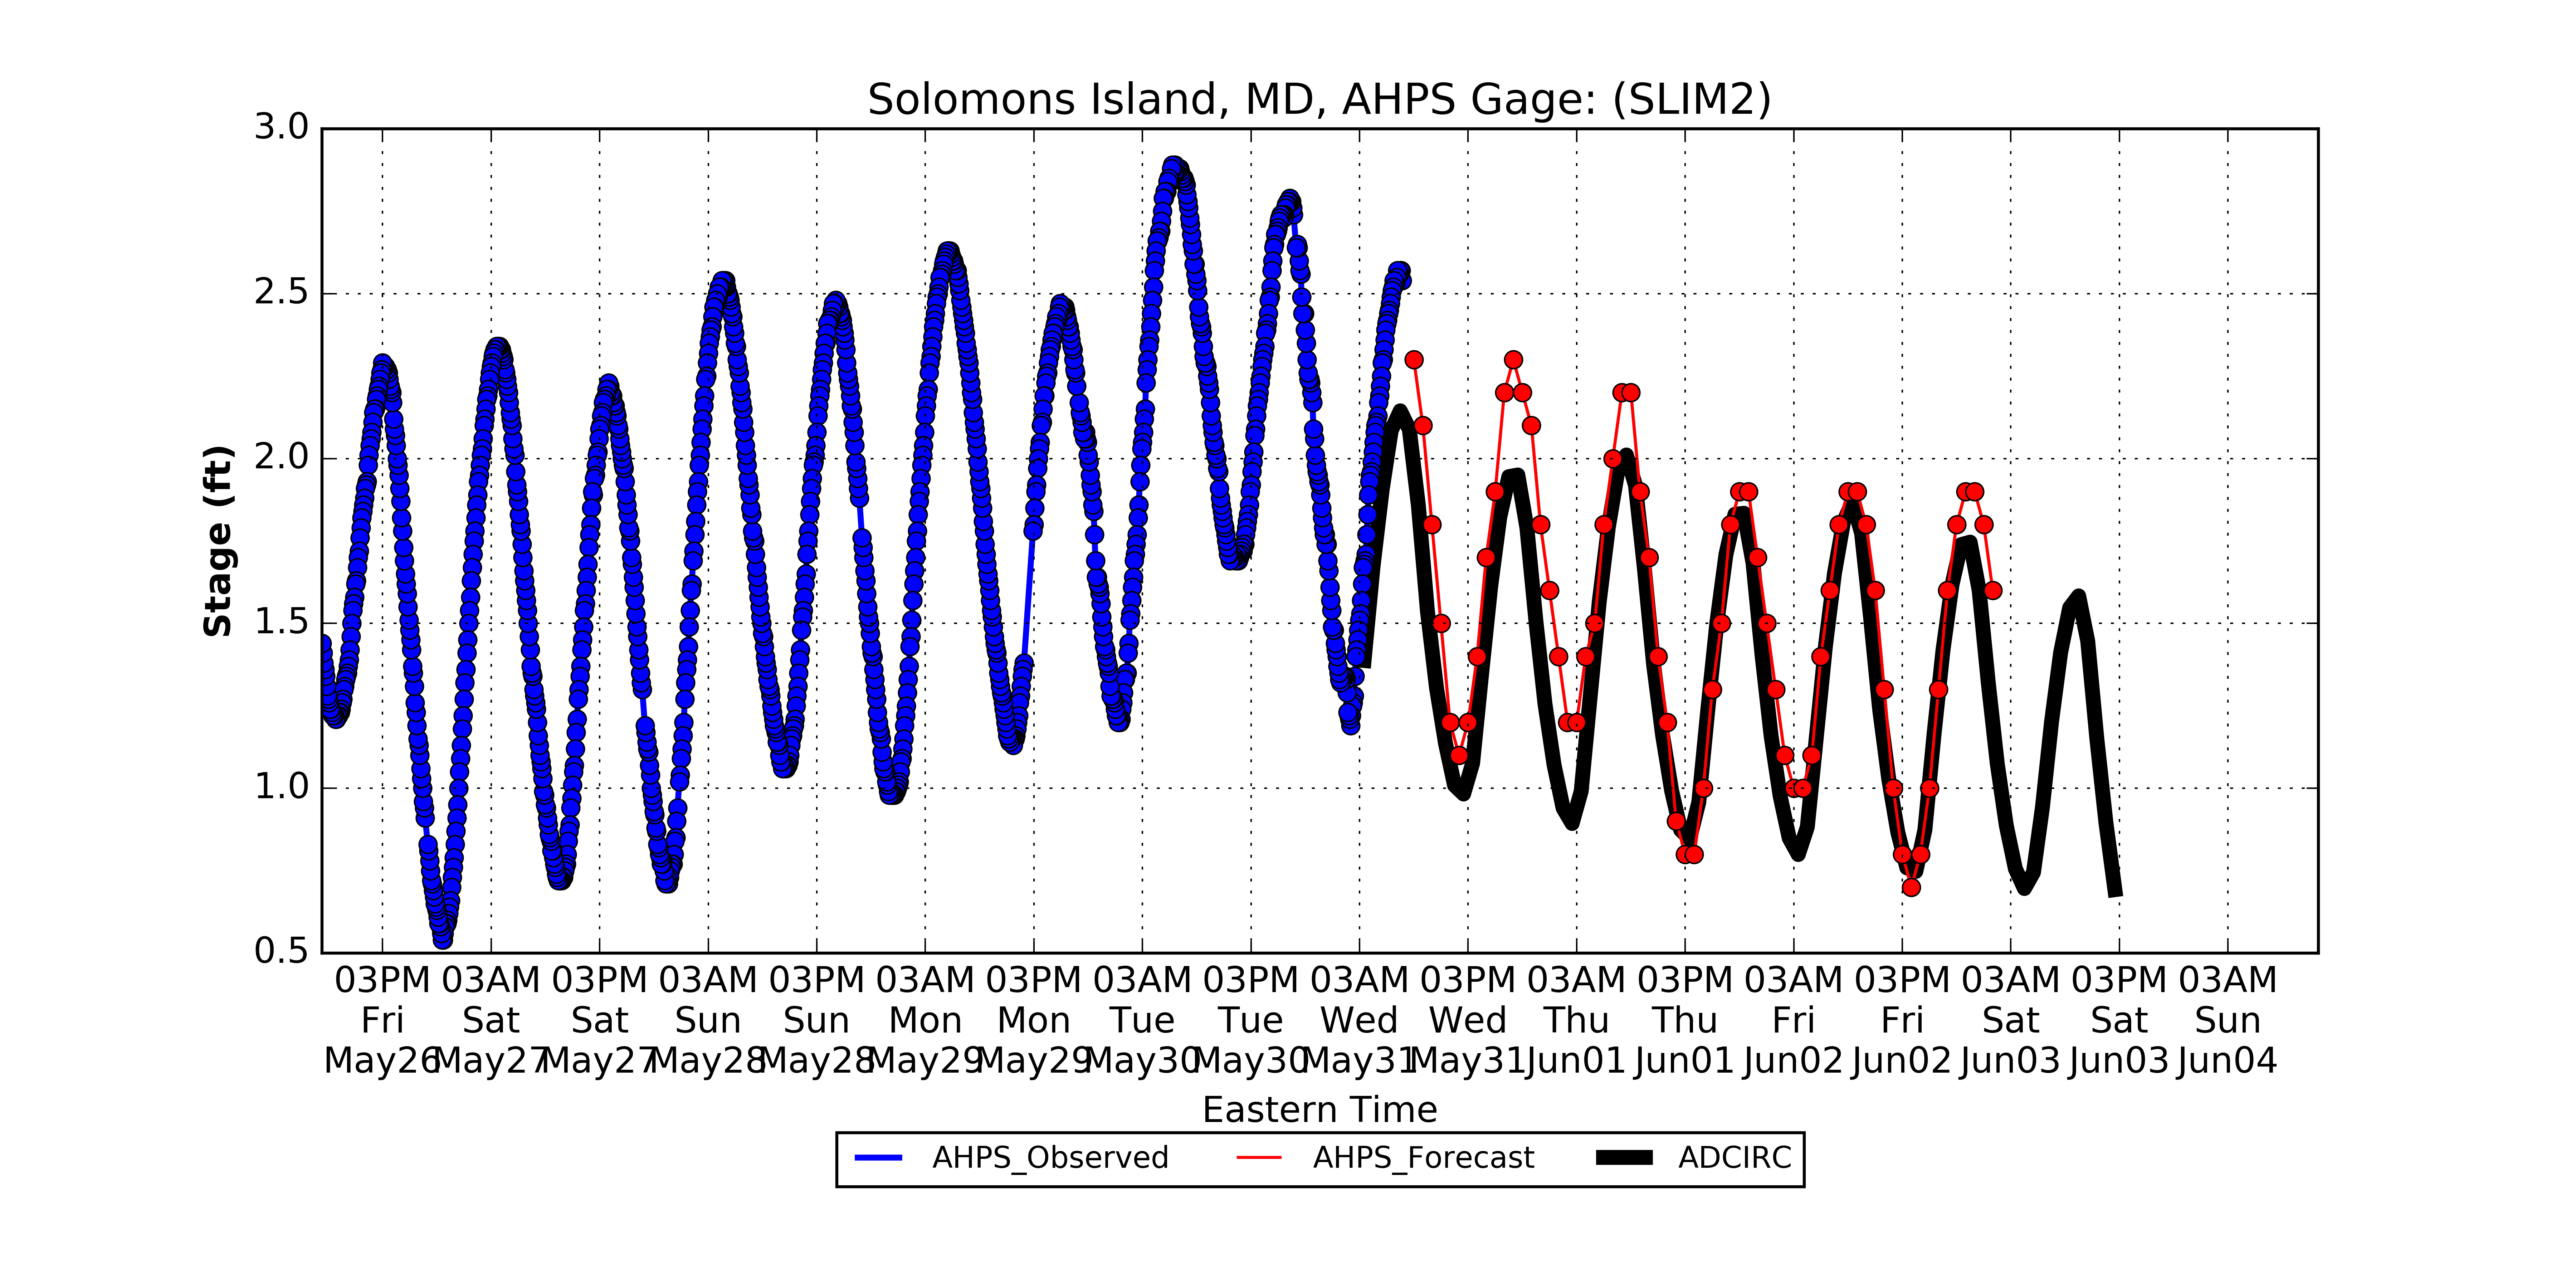 Solomons Island, MD, AHPS Gage: (SLIM2)
3.0
2.5
2.0
1.5
1.0
0.5
Stage (ft)
03PM 03AM 03PM 03AM 03PM 03AM 03PM 03AM 03PM 03AM 03PM 03AM 03PM 03AM 03PM 03AM 03PM 03AM
Fri Sat Sat Sun Sun Mon Mon Tue Tue Wed Wed Thu Thu Fri Fri Sat Sat Sun
May26 May27 May27 May28 May28 May29 May29 May30 May30 May31 May31 Jun01 Jun01 Jun02 Jun02 Jun03 Jun03 Jun04
Eastern Time
AHPS_Observed AHPS_Forecast ADCIRC